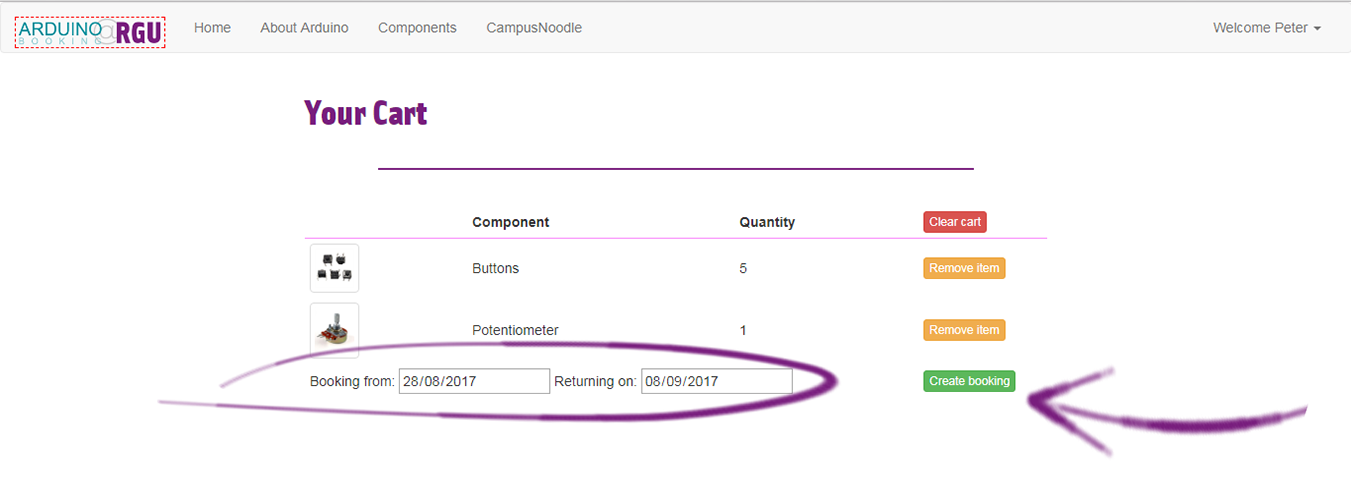 ARDUINO@RGU
BOOKING
Home About Arduino Components CampusNoodle Welcome Peter
Your Cart
Component Quantity Clear cart
Buttons 5 Remove item
Potentiometer 1 Remove item
Booking from: 28/08/2017 Returning on: 08/09/2017 Create booking